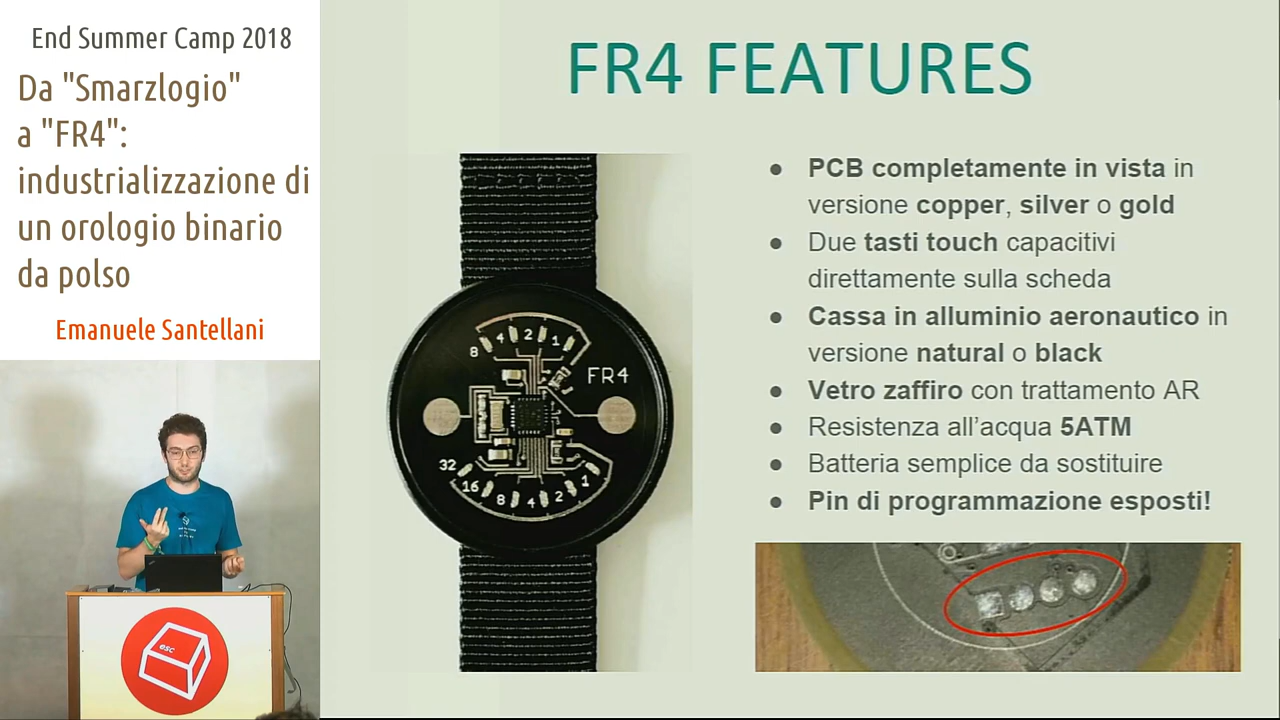 End Summer Camp 2018
Da "Smarzlogio"
a "FR4":
industrializzazione di
un orologio binario
da polso
Emanuele Santellani
esc
FR4 FEATURES
8 4 2 1
FR4
32 16 8 4 2 1
● PCB completamente in vista in
versione copper, silver o gold
● Due tasti touch capacitivi
direttamente sulla scheda
● Cassa in alluminio aeronautico in
versione natural o black
● Vetro zaffiro con trattamento AR
● Resistenza all'acqua 5ATM
● Batteria semplice da sostituire
● Pin di programmazione esposti!